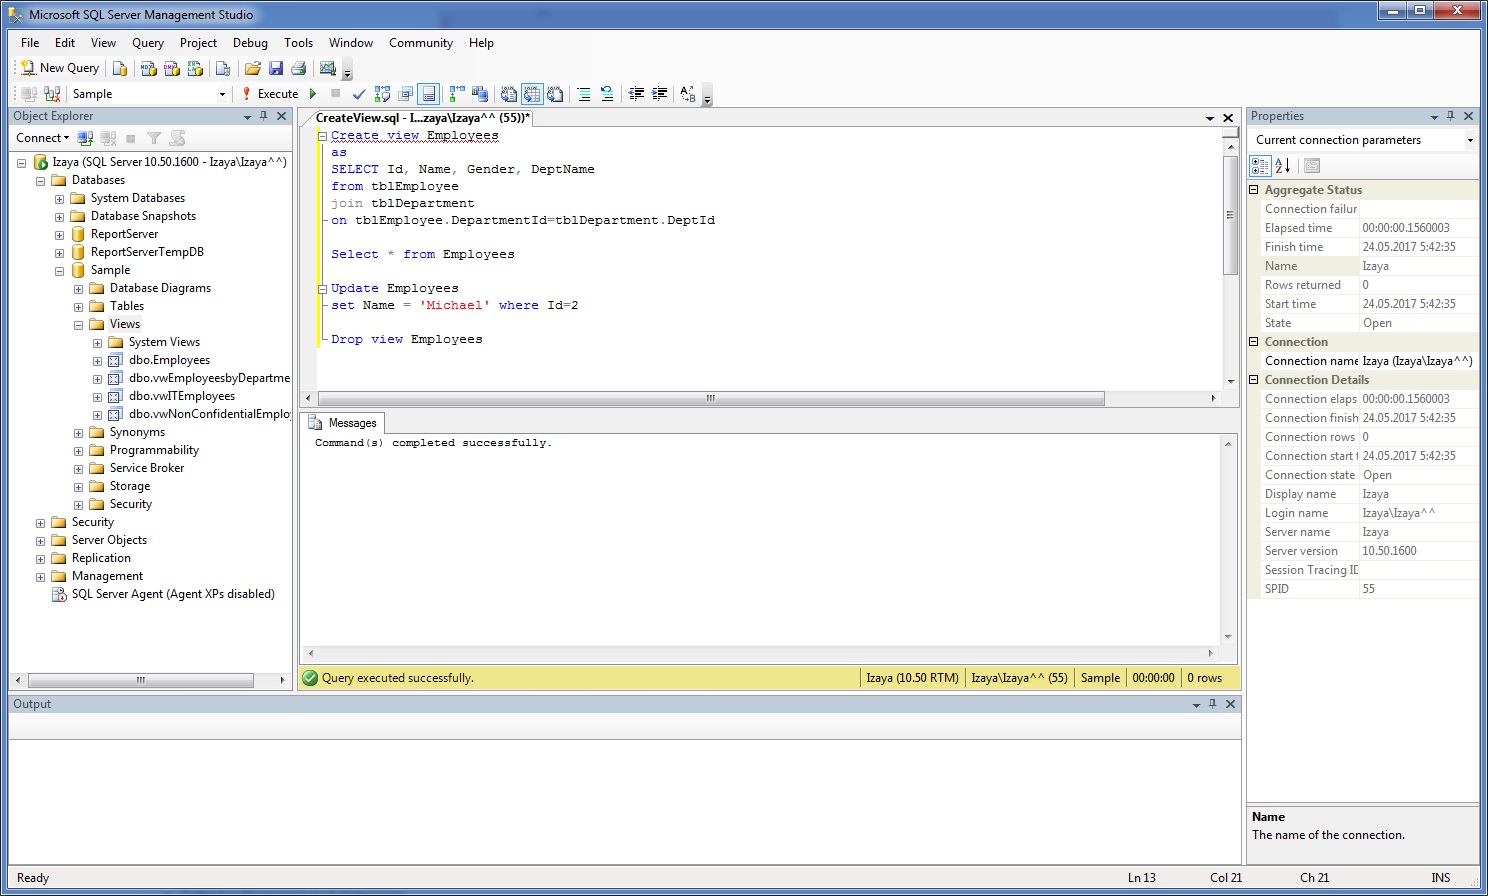 Microsoft SQL Server Management Studio
File Edit View Query Project Debug Tools Window Community Help
New Query
Sample Execute
Object Explorer
Connect
Izaya (SQL Server 10.50.1600 - Izaya\Izaya^^)
Databases
System Databases
Database Snapshots
ReportServer
ReportServerTempDB
Sample
Database Diagrams
Tables
Views
System Views
dbo.Employees
dbo.vwEmployeesbyDepartme
dbo.vwITEmployees
dbo.vwNonConfidentialEmplo
Synonyms
Programmability
Service Broker
Storage
Security
Security
Server Objects
Replication
Management
SQL Server Agent (Agent XPs disabled)
CreateView.sql - I...zaya\Izaya^^ (55))*
Create view Employees
as
SELECT Id, Name, Gender, DeptName
from tblEmployee
join tblDepartment
on tblEmployee.DepartmentId=tblDepartment.DeptId
Select * from Employees
Update Employees
set Name = 'Michael' where Id=2
Drop view Employees
Messages
Command(s) completed successfully.
Query executed successfully. Izaya (10.50 RTM) Izaya\Izaya^^ (55) Sample 00:00:00 0 rows
Properties
Current connection parameters
Aggregate Status
Connection failur
Elapsed time 00:00:00.1560003
Finish time 24.05.2017 5:42:35
Name Izaya
Rows returned 0
Start time 24.05.2017 5:42:35
State Open
Connection
Connection name Izaya (Izaya\Izaya^^)
Connection Details
Connection elaps 00:00:00.1560003
Connection finish 24.05.2017 5:42:35
Connection rows 0
Connection start t 24.05.2017 5:42:35
Connection state Open
Display name Izaya
Login name Izaya\Izaya^^
Server name Izaya
Server version 10.50.1600
Session Tracing ID
SPID 55
Name
The name of the connection.
Output
Ready Ln 13 Col 21 Ch 21 INS